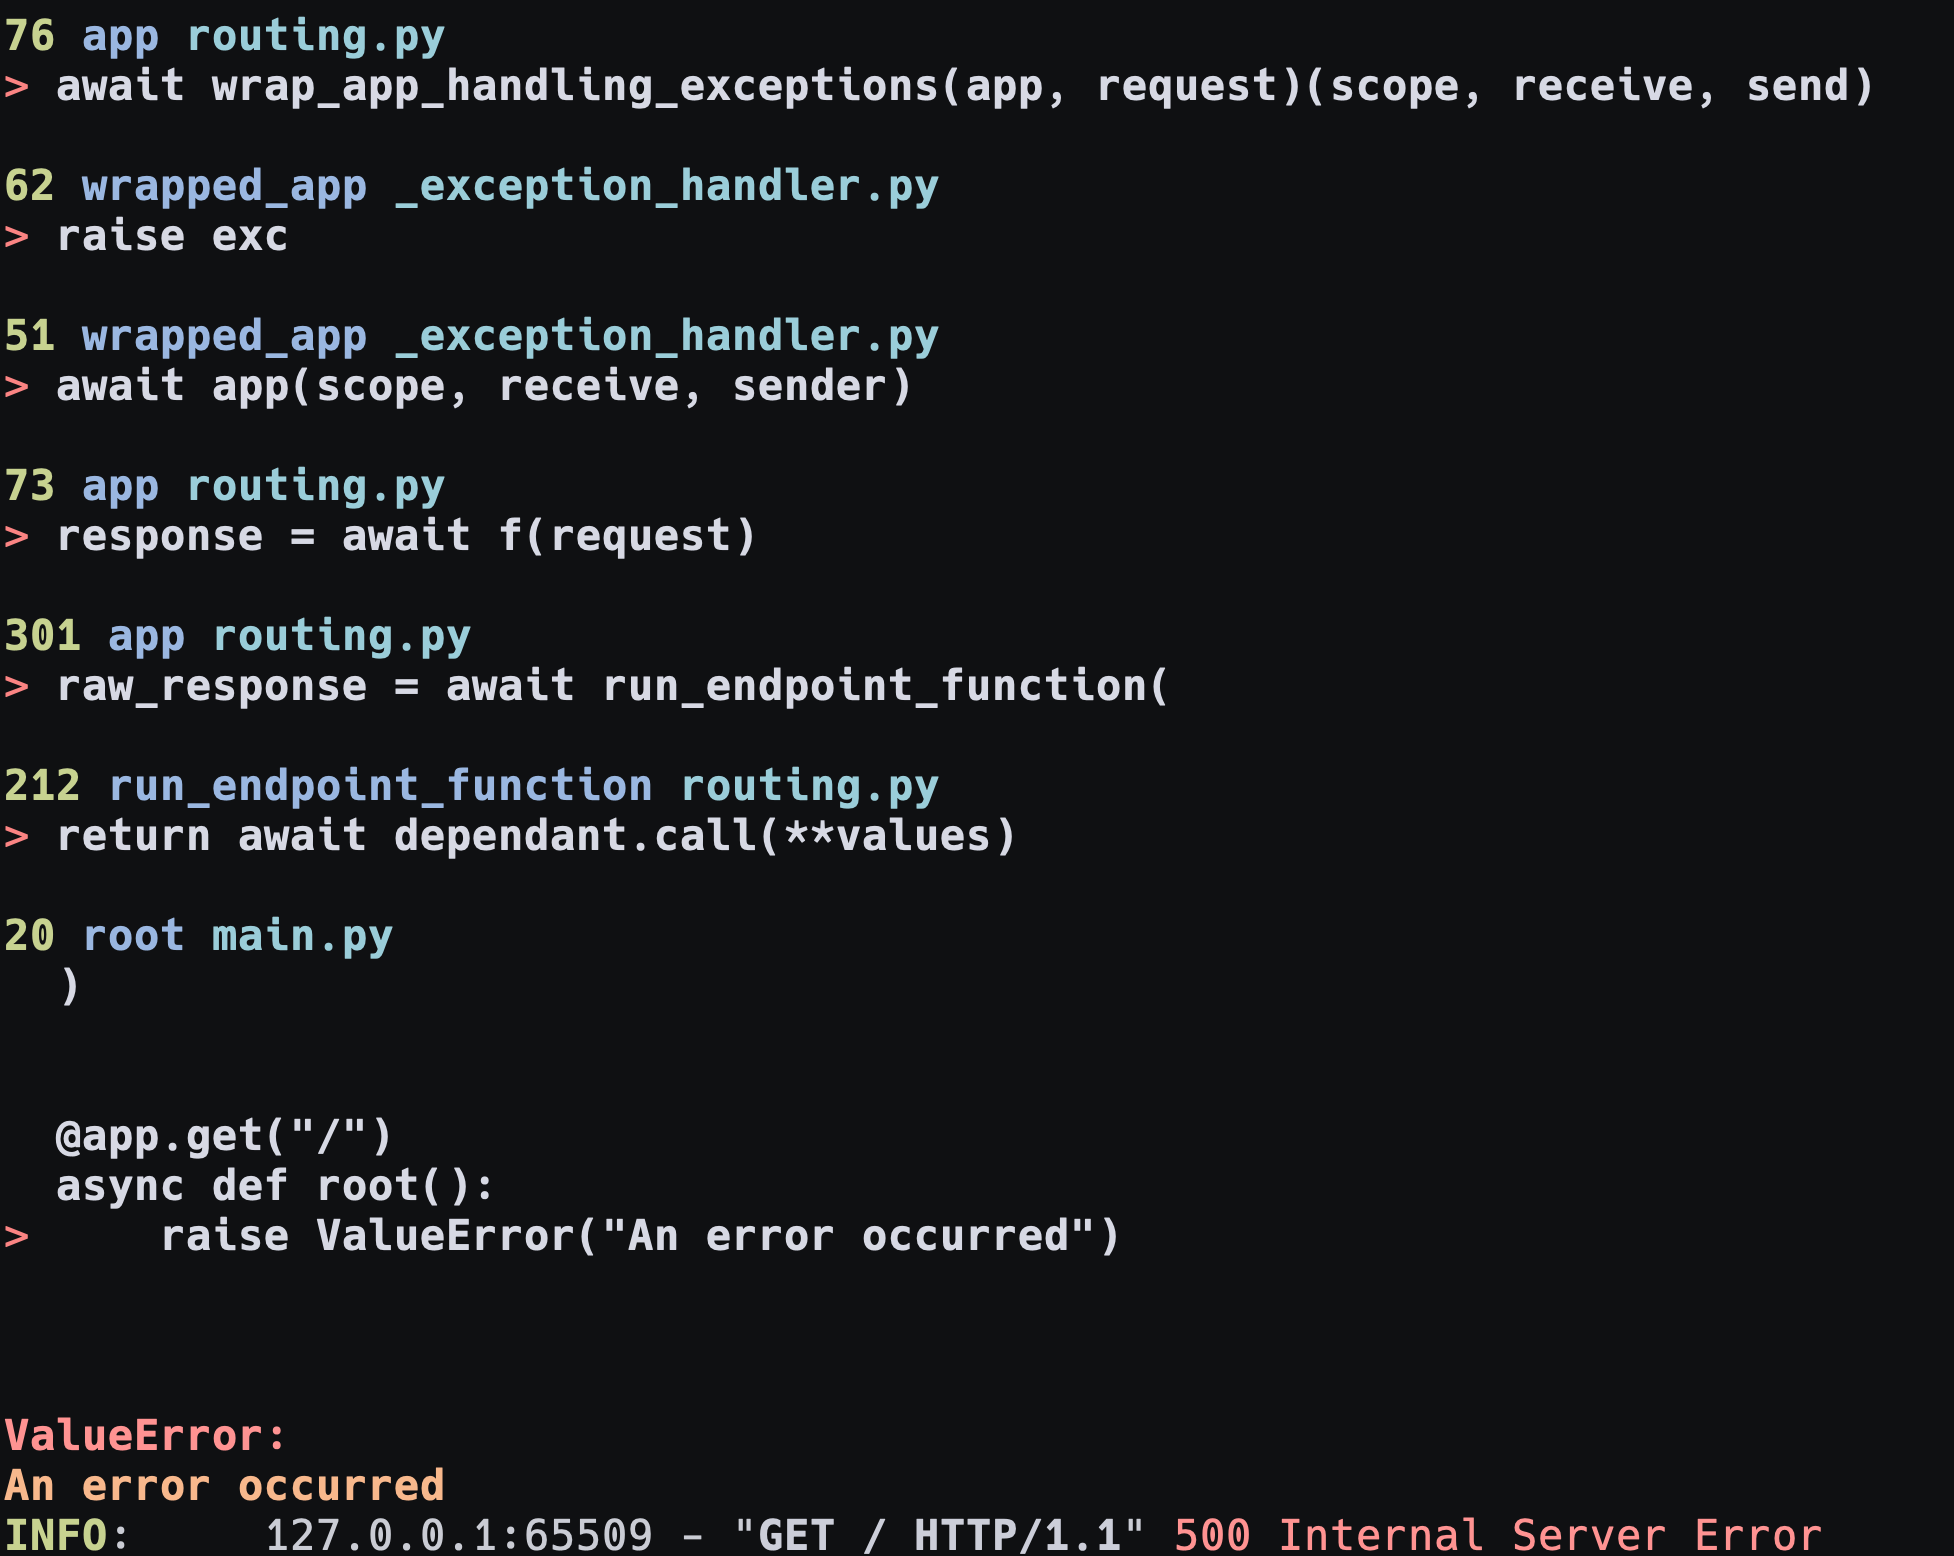 76 app routing.py
> await wrap_app_handling_exceptions(app, request)(scope, receive, send)
62 wrapped_app _exception_handler.py
> raise exc
51 wrapped_app _exception_handler.py
> await app(scope, receive, sender)
73 app routing.py
> response = await f(request)
301 app routing.py
> raw_response = await run_endpoint_function(
212 run_endpoint_function routing.py
> return await dependant.call(**values)
20 root main.py
  )
  @app.get("/")
  async def root():
>     raise ValueError("An error occurred")
ValueError:
An error occurred
INFO:     127.0.0.1:65509 - "GET / HTTP/1.1" 500 Internal Server Error